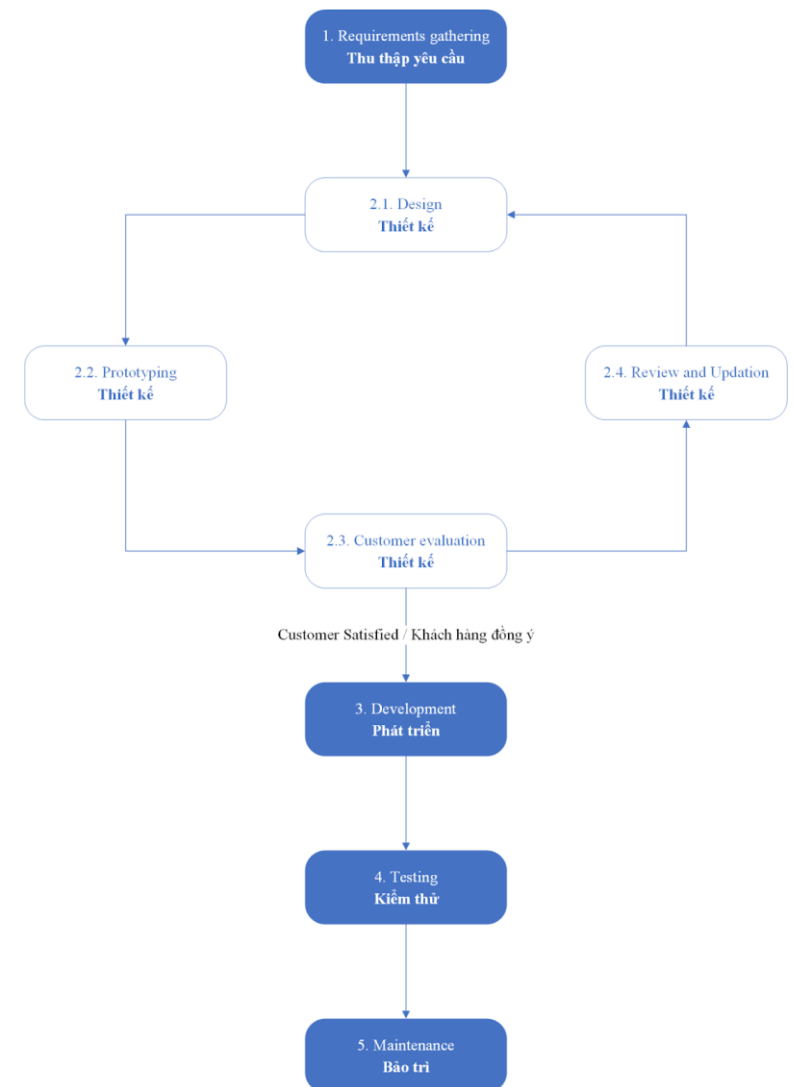 1. Requirements gathering
Thu thập yêu cầu
2.1. Design
Thiết kế
2.2. Prototyping
Thiết kế
2.4. Review and Updation
Thiết kế
2.3. Customer evaluation
Thiết kế
Customer Satisfied / Khách hàng đồng ý
3. Development
Phát triển
4. Testing
Kiểm thử
5. Maintenance
Bảo trì